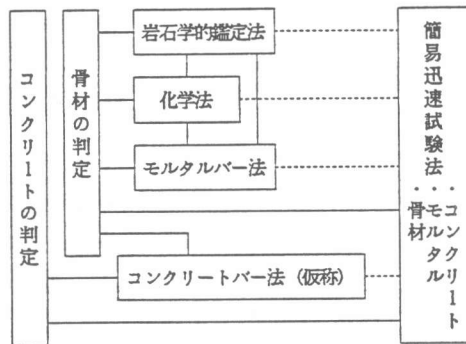 コンクリートの判定
骨材の判定
岩石学的鑑定法
化学法
モルタルバー法
コンクリートバー法(仮称)
簡易迅速試験法
・コンクリート
・モルタル
・骨材